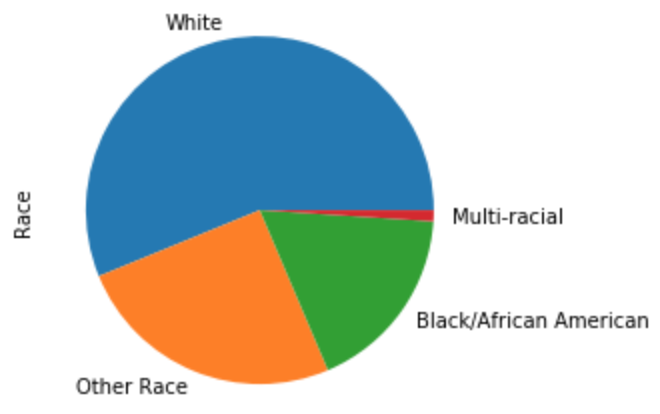 White
Race
Multi-racial
Black/African American
Other Race